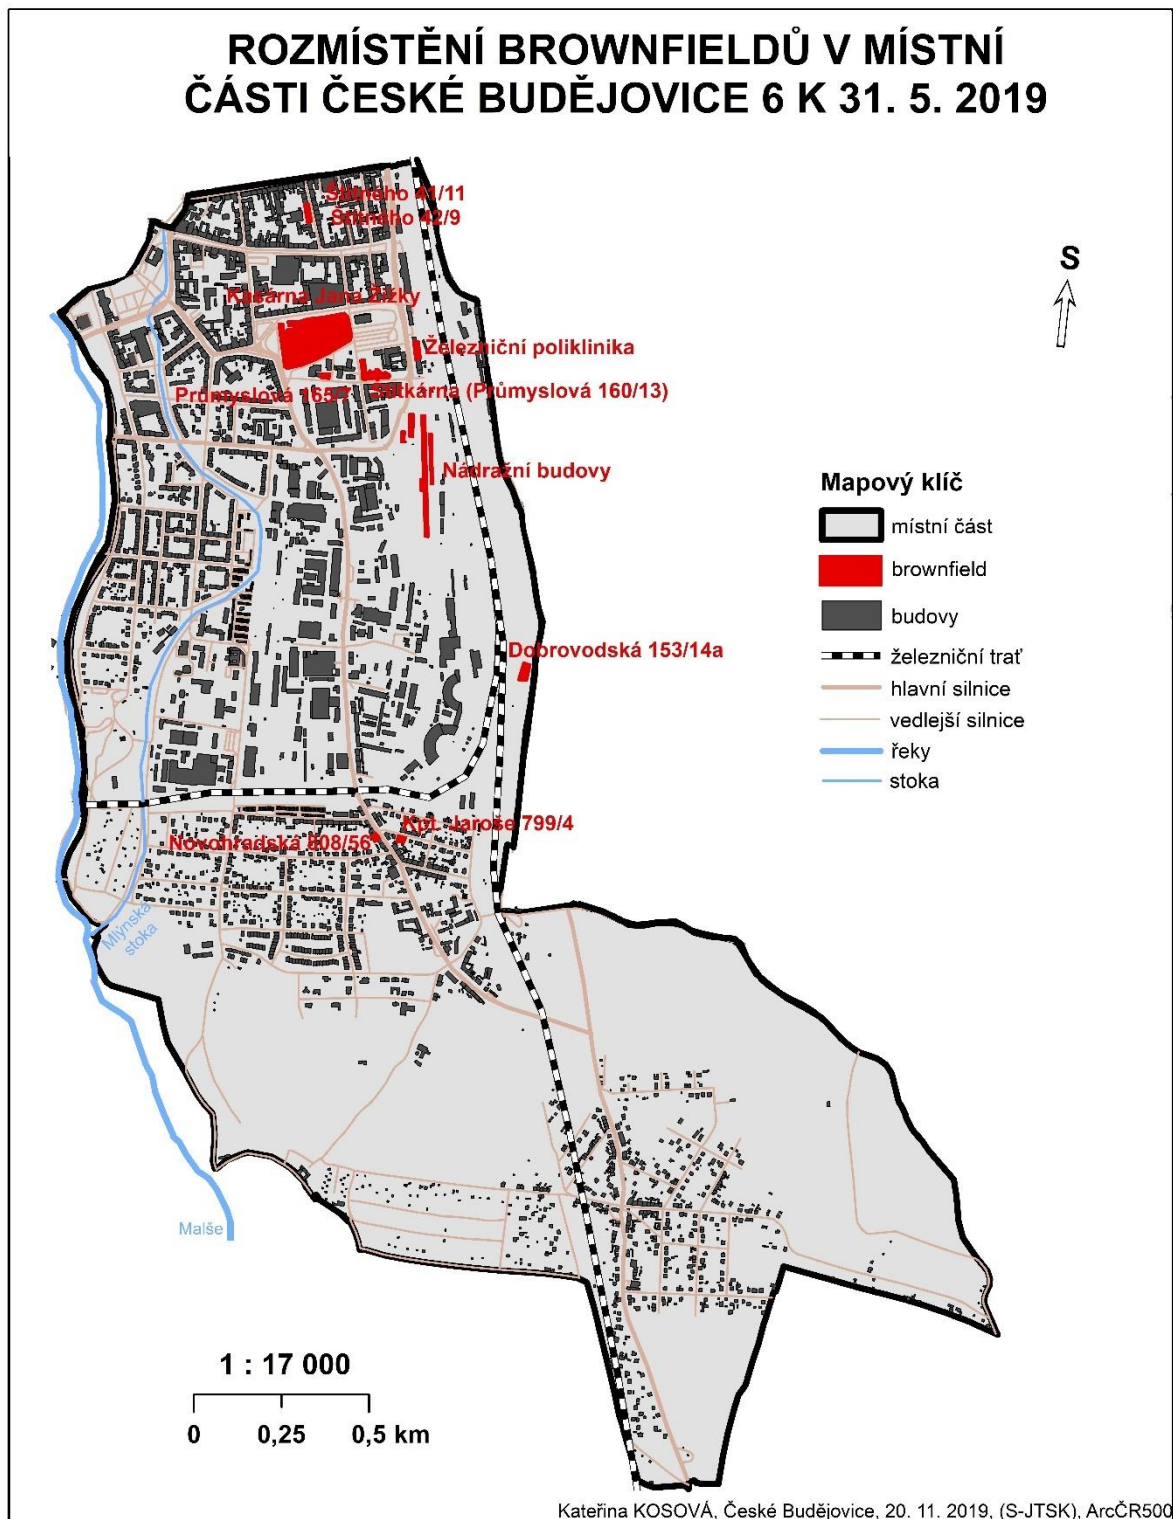 ROZMÍSTĚNÍ BROWNFIELDŮ V MÍSTNÍ
ČÁSTI ČESKÉ BUDĚJOVICE 6 K 31. 5. 2019
Štítného 41/11
Štítného 42/9
S
Kasárna Jana Žižky
Železniční poliklinika
Průmyslová 165/7
Sirkárna (Průmyslová 160/13)
Nádražní budovy
Mapový klíč
místní část
brownfield
budovy
železniční trať
hlavní silnice
vedlejší silnice
řeky
stoka
Dobrovodská 153/14a
Kpt. Jaroše 799/4
Novohradská 808/56
Mlýnská
stoka
Malše
1 : 17 000
0 0,25 0,5 km
Kateřina KOSOVÁ, České Budějovice, 20. 11. 2019, (S-JTSK), ArcČR500